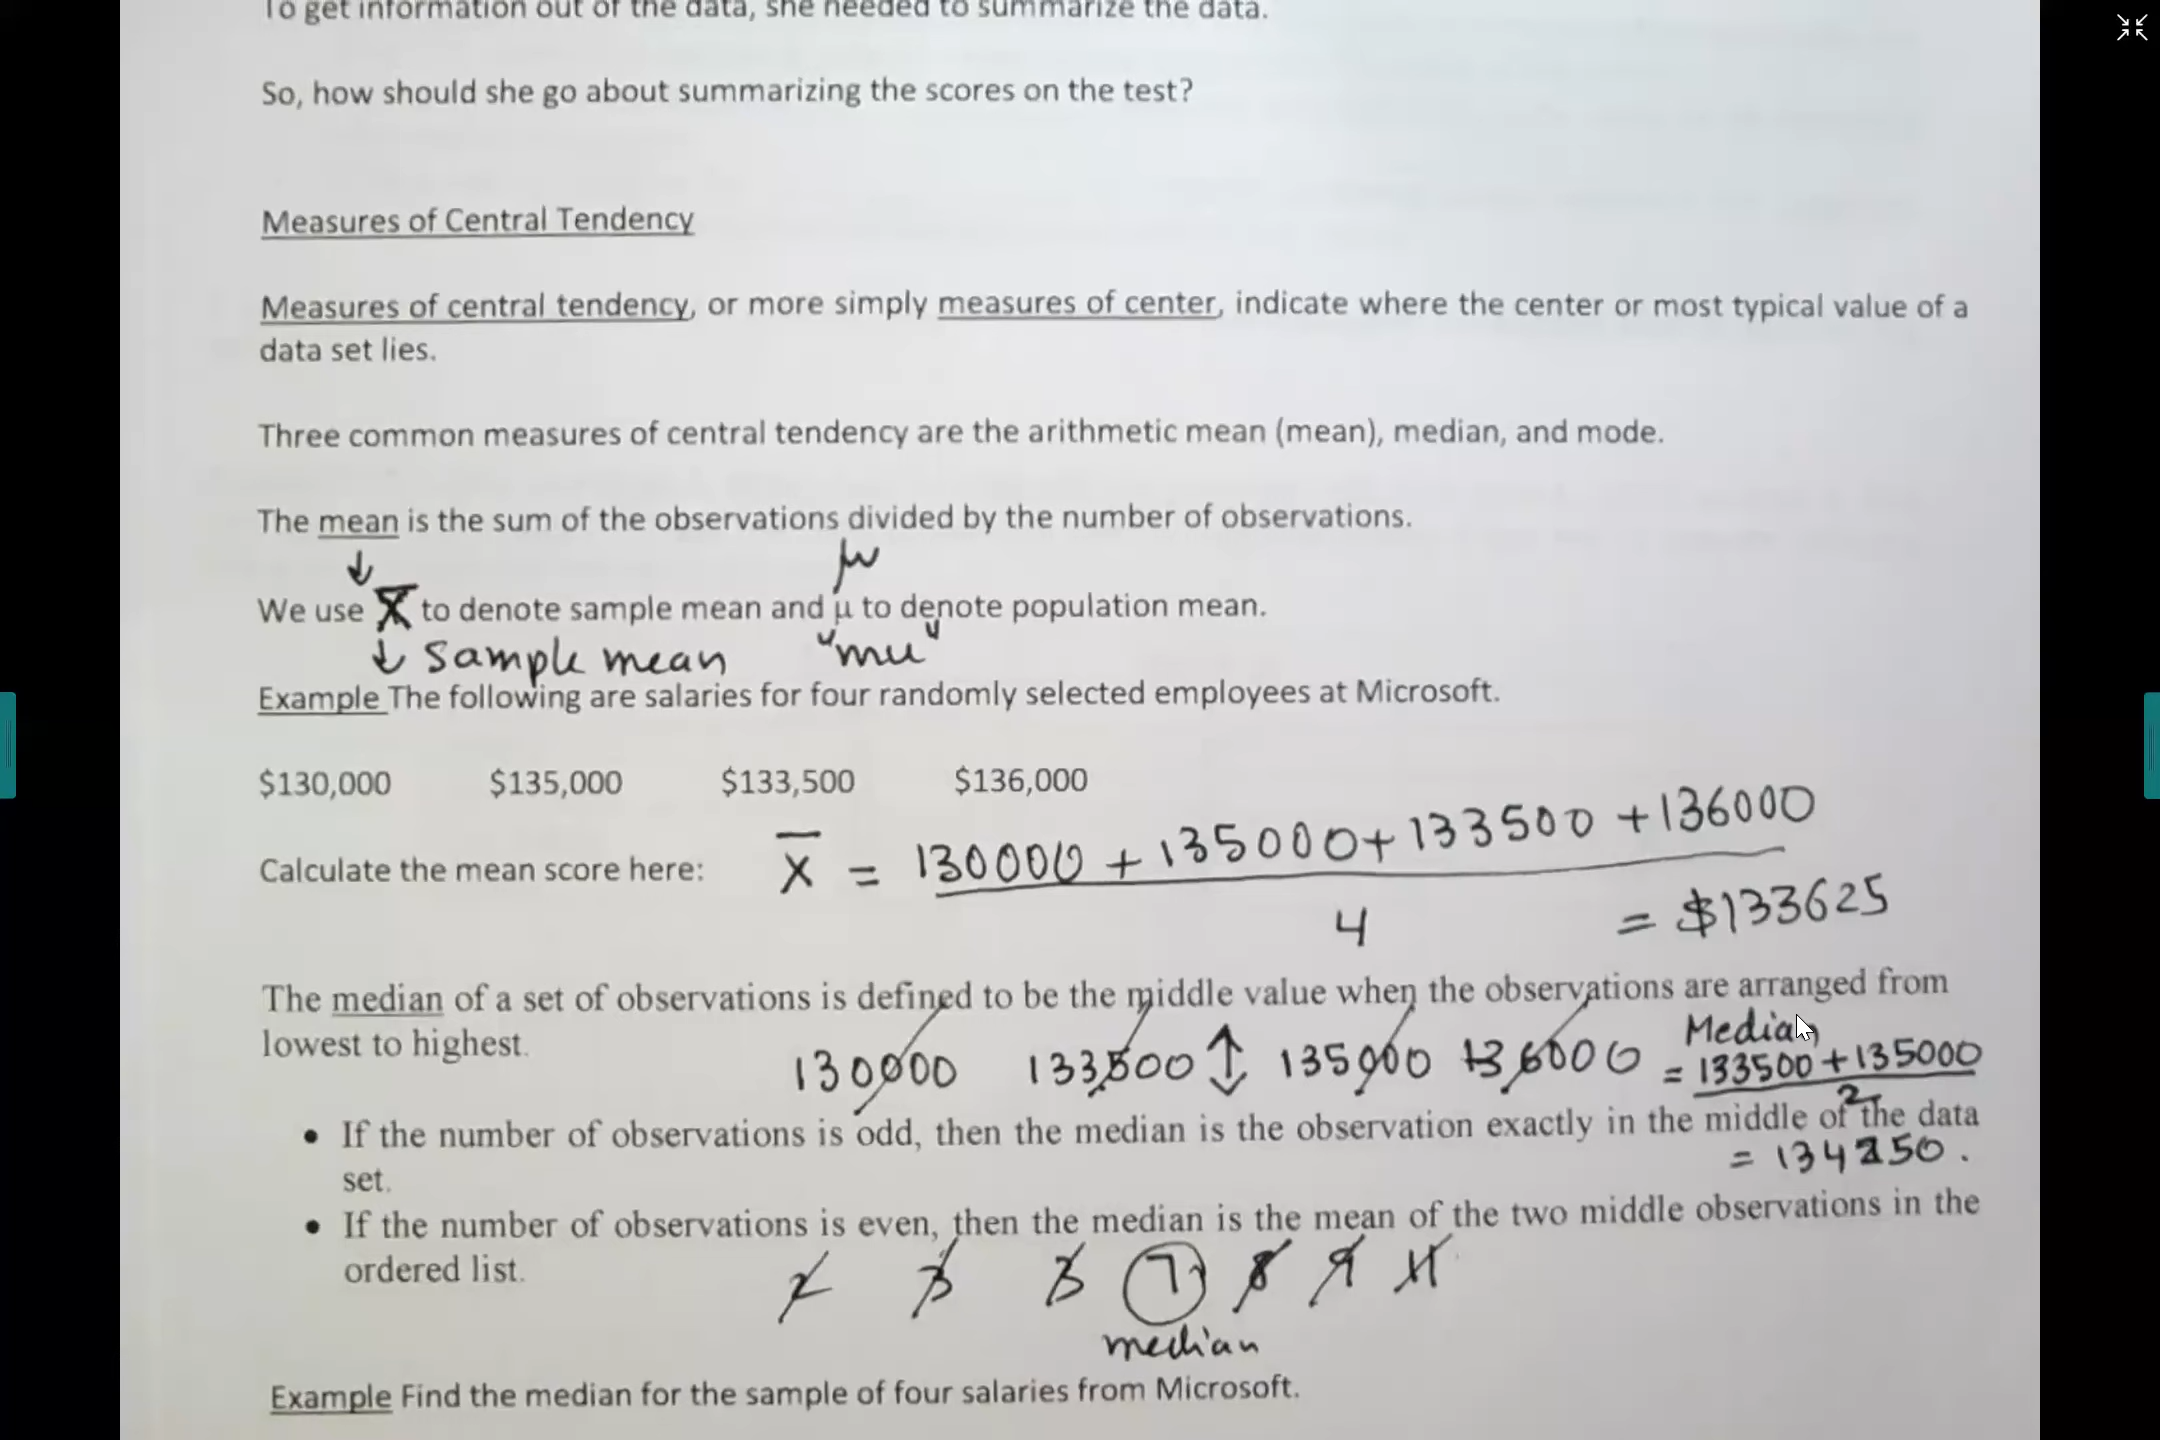 To get information out of the data, she needed to summarize the data.
So, how should she go about summarizing the scores on the test?
Measures of Central Tendency
Measures of central tendency, or more simply measures of center, indicate where the center or most typical value of a
data set lies.
Three common measures of central tendency are the arithmetic mean (mean), median, and mode.
The mean is the sum of the observations divided by the number of observations.
↓ μ
We use x̄ to denote sample mean and μ to denote population mean.
↓ sample mean "mu"
Example The following are salaries for four randomly selected employees at Microsoft.
$130,000 $135,000 $133,500 $136,000
130000 + 135000 + 133500 + 136000
Calculate the mean score here: x̄ =
4 = $133625
The median of a set of observations is defined to be the middle value when the observations are arranged from
lowest to highest.
Median
130000 133500 ↕ 135000 136000 = 133500 + 135000
2
• If the number of observations is odd, then the median is the observation exactly in the middle of the data
set.
= 134250.
• If the number of observations is even, then the median is the mean of the two middle observations in the
ordered list.
2 3 3 7 8 9 11
median
Example Find the median for the sample of four salaries from Microsoft.